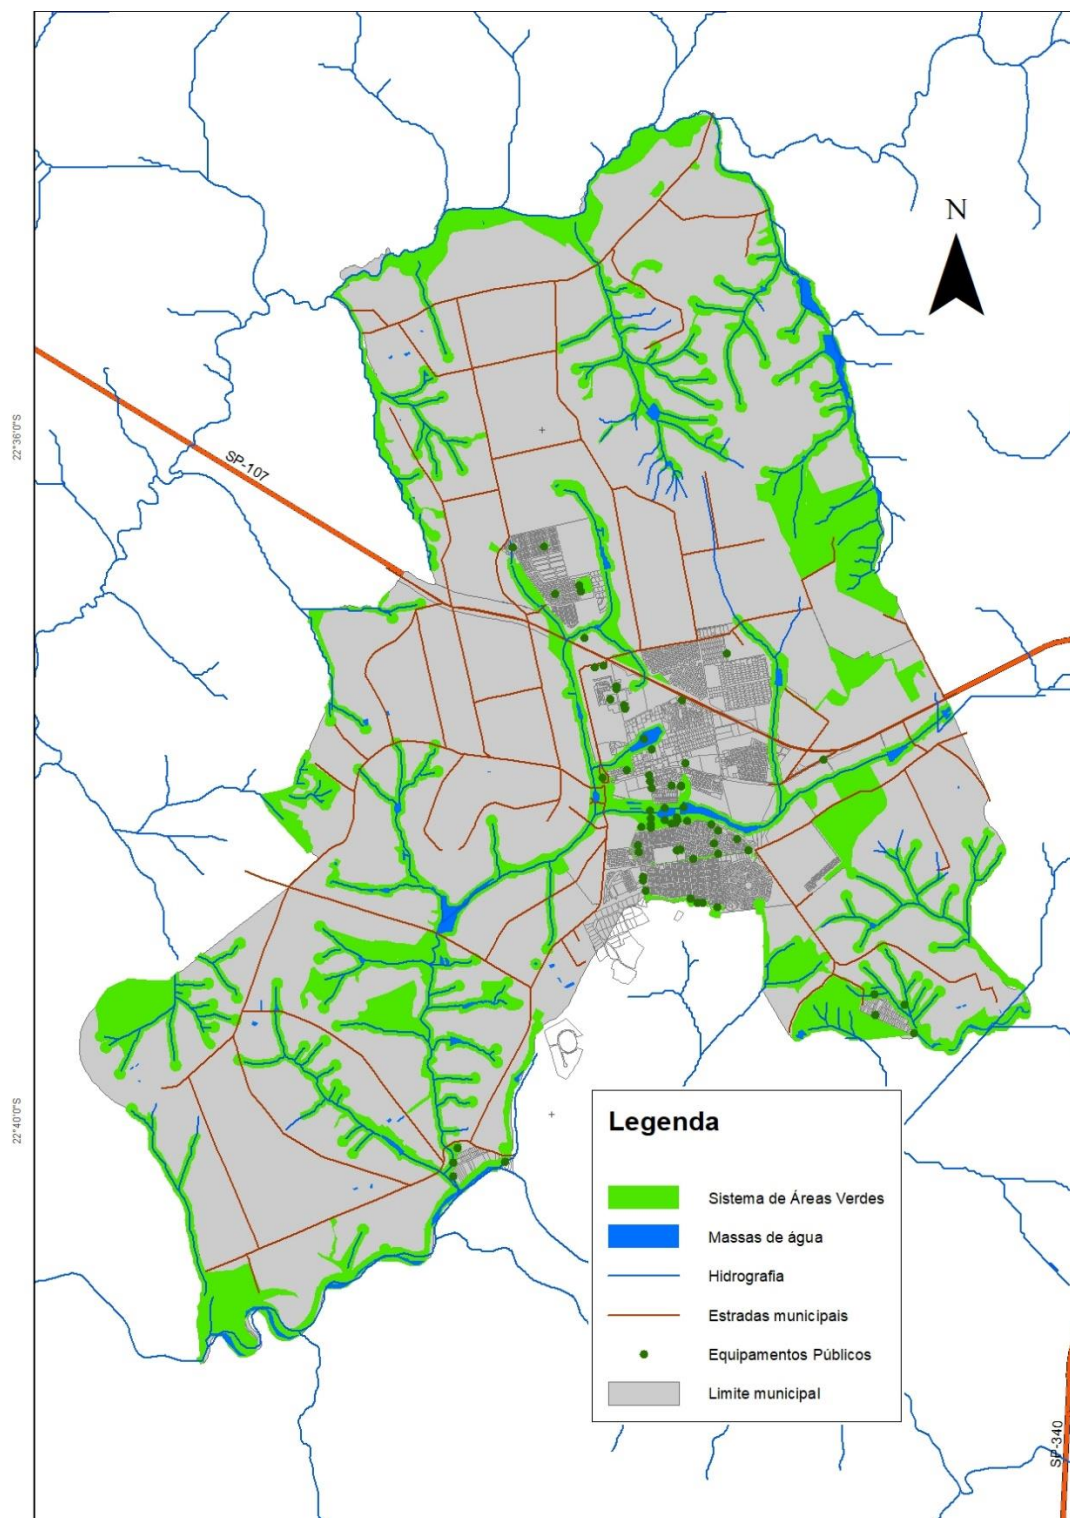 N
22°36'0"S
SP-107
22°40'0"S
Legenda
Sistema de Áreas Verdes
Massas de água
Hidrografia
Estradas municipais
Equipamentos Públicos
Limite municipal
SP-340